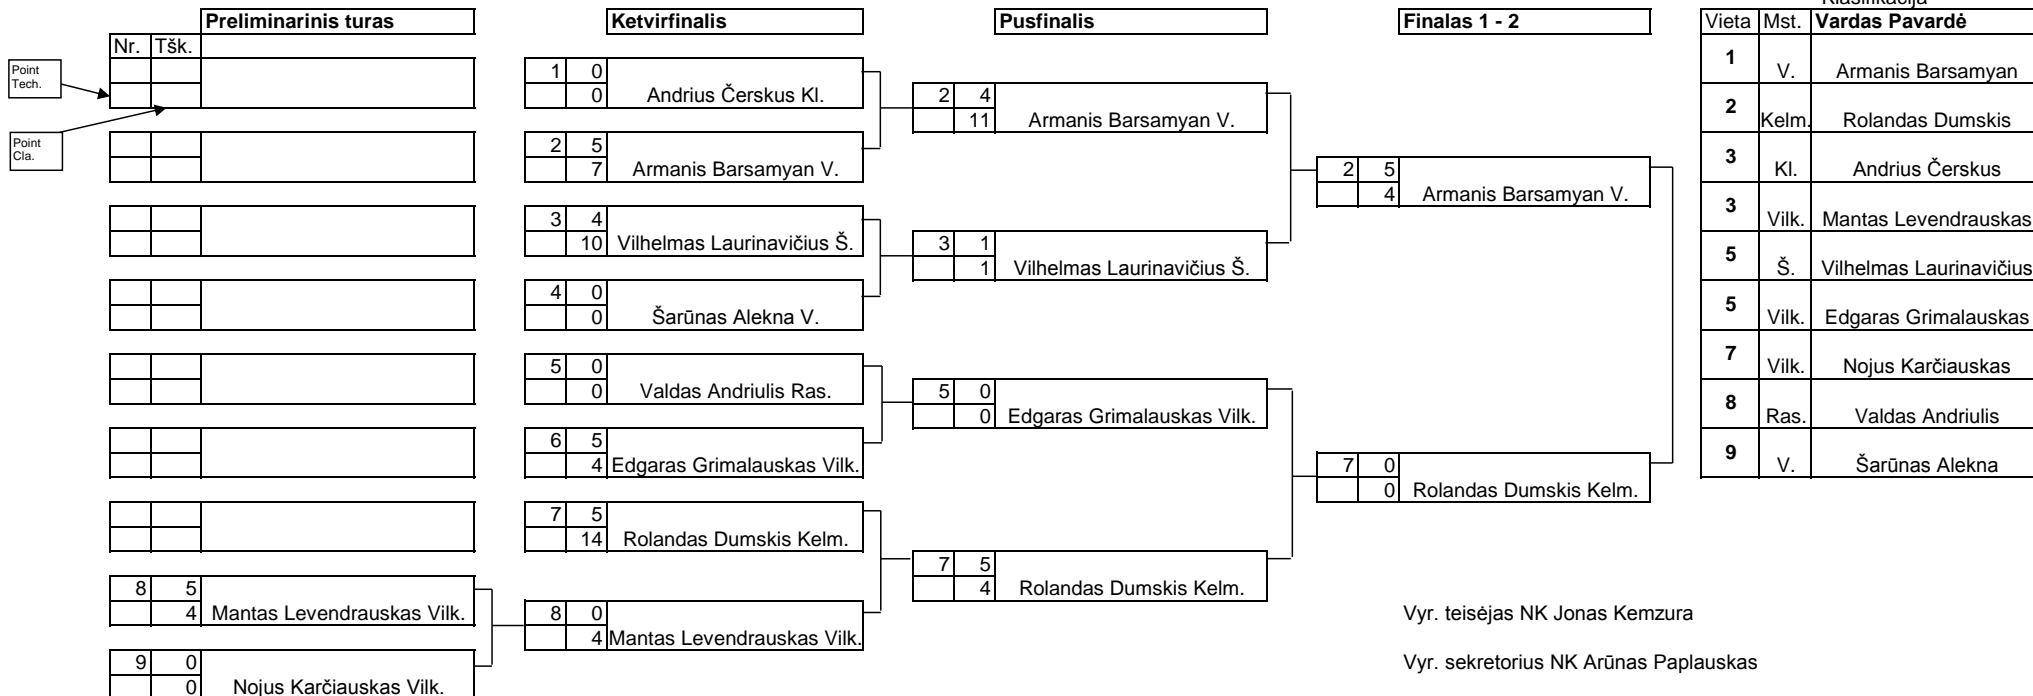 Klasifikacija
Preliminarinis turas Ketvirfinalis Pusfinalis Finalas 1 - 2 Vieta Mst. Vardas Pavardė
Nr. Tšk.
Point
Tech.
Point
Cla.
8 5
4 Mantas Levendrauskas Vilk.
9 0
0 Nojus Karčiauskas Vilk.
1 0
0 Andrius Čerskus Kl.
2 5
7 Armanis Barsamyan V.
3 4
10 Vilhelmas Laurinavičius Š.
4 0
0 Šarūnas Alekna V.
5 0
0 Valdas Andriulis Ras.
6 5
4 Edgaras Grimalauskas Vilk.
7 5
14 Rolandas Dumskis Kelm.
8 0
4 Mantas Levendrauskas Vilk.
2 4
11 Armanis Barsamyan V.
3 1
1 Vilhelmas Laurinavičius Š.
5 0
0 Edgaras Grimalauskas Vilk.
7 5
4 Rolandas Dumskis Kelm.
2 5
4 Armanis Barsamyan V.
7 0
0 Rolandas Dumskis Kelm.
1 V. Armanis Barsamyan
2 Kelm. Rolandas Dumskis
3 Kl. Andrius Čerskus
3 Vilk. Mantas Levendrauskas
5 Š. Vilhelmas Laurinavičius
5 Vilk. Edgaras Grimalauskas
7 Vilk. Nojus Karčiauskas
8 Ras. Valdas Andriulis
9 V. Šarūnas Alekna
Vyr. teisėjas NK Jonas Kemzura
Vyr. sekretorius NK Arūnas Paplauskas